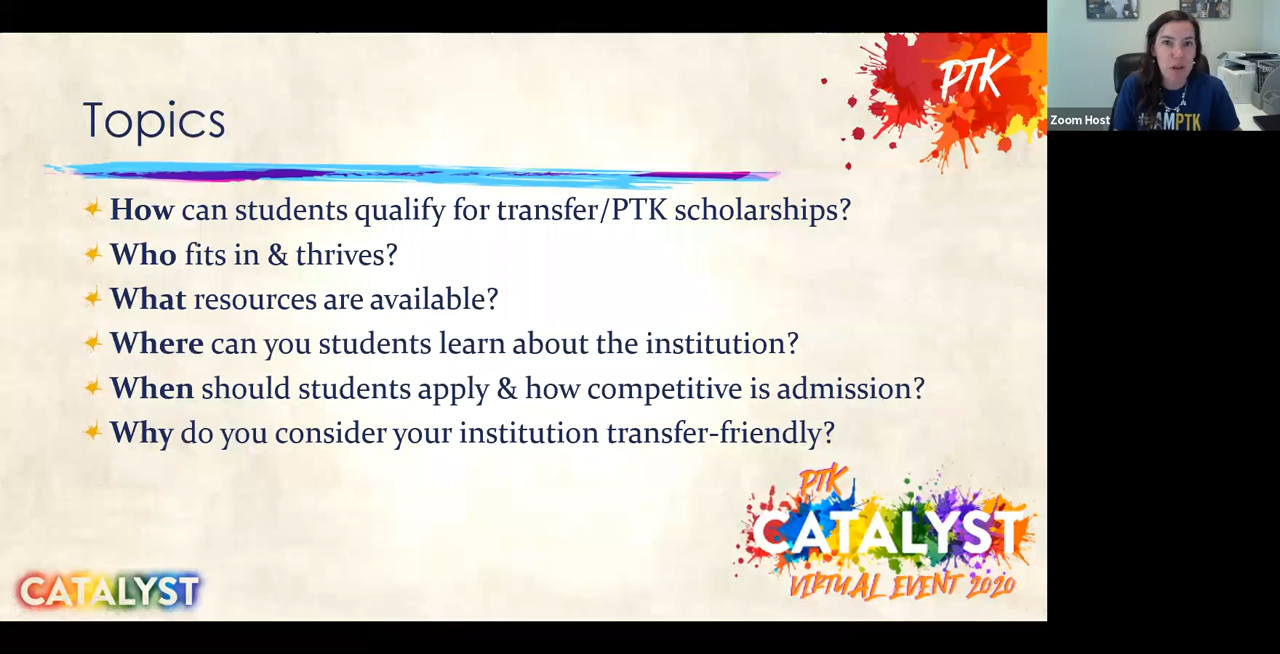 Topics
PTK
How can students qualify for transfer/PTK scholarships?
Who fits in & thrives?
What resources are available?
Where can you students learn about the institution?
When should students apply & how competitive is admission?
Why do you consider your institution transfer-friendly?
PTK
CATALYST
VIRTUAL EVENT 2020
CATALYST
Zoom Host
#IAMPTK